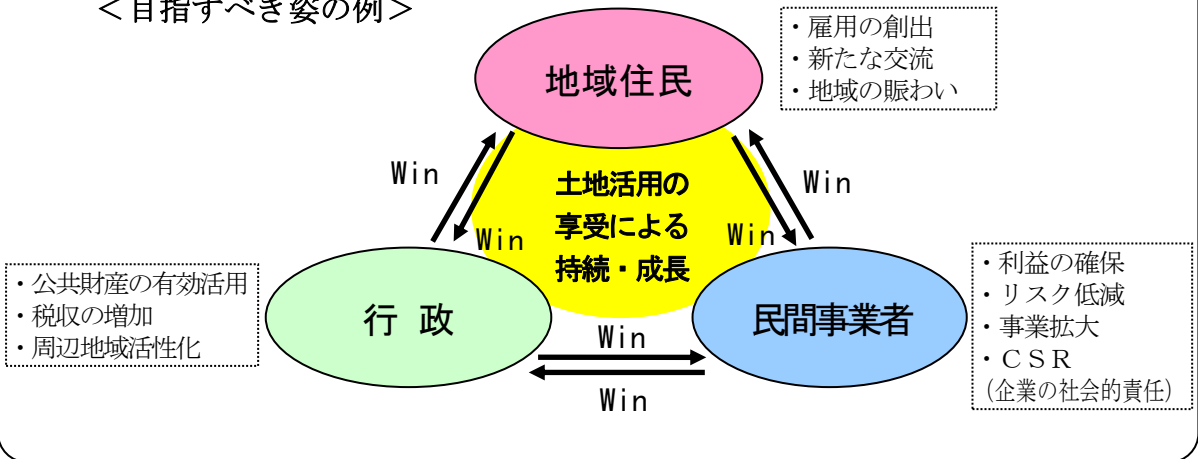 ＜目指すべき姿の例＞
・雇用の創出
・新たな交流
・地域の賑わい
地域住民
Win
Win
土地活用の
享受による
持続・成長
Win
Win
・公共財産の有効活用
・税収の増加
・周辺地域活性化
行 政
民間事業者
・利益の確保
・リスク低減
・事業拡大
・ＣＳＲ
（企業の社会的責任）
Win
Win